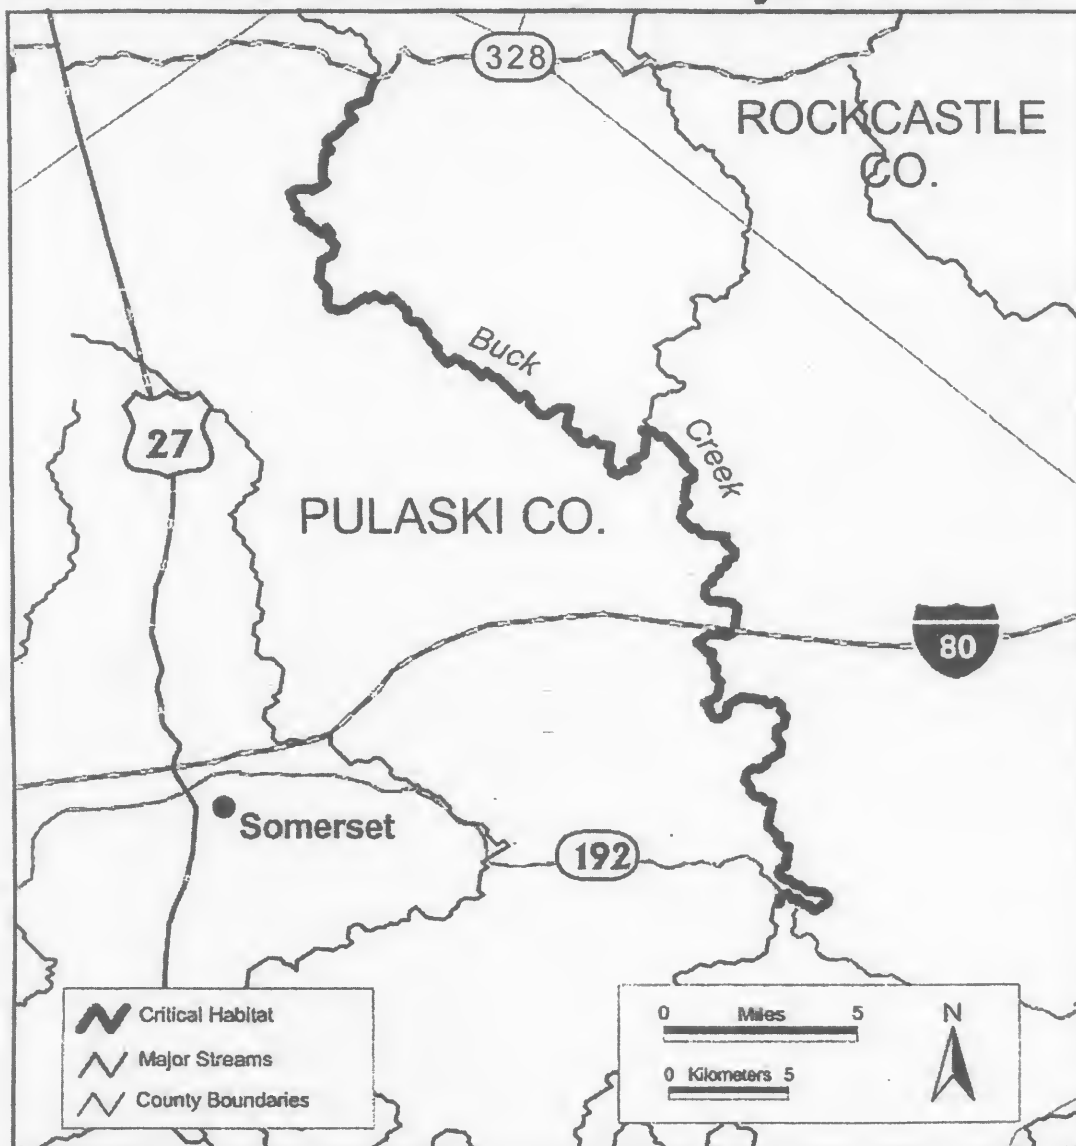 328
ROCKCASTLE
CO.
Buck
Creek
27
PULASKI CO.
80
Somerset
192
Critical Habitat
Major Streams
County Boundaries
0 Miles 5
0 Kilometers 5
N